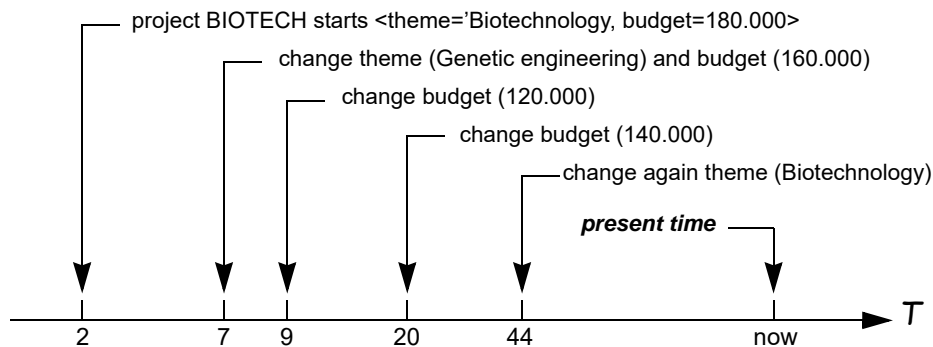 project BIOTECH starts <theme='Biotechnology, budget=180.000>
change theme (Genetic engineering) and budget (160.000)
change budget (120.000)
change budget (140.000)
change again theme (Biotechnology)
present time
T
2 7 9 20 44 now